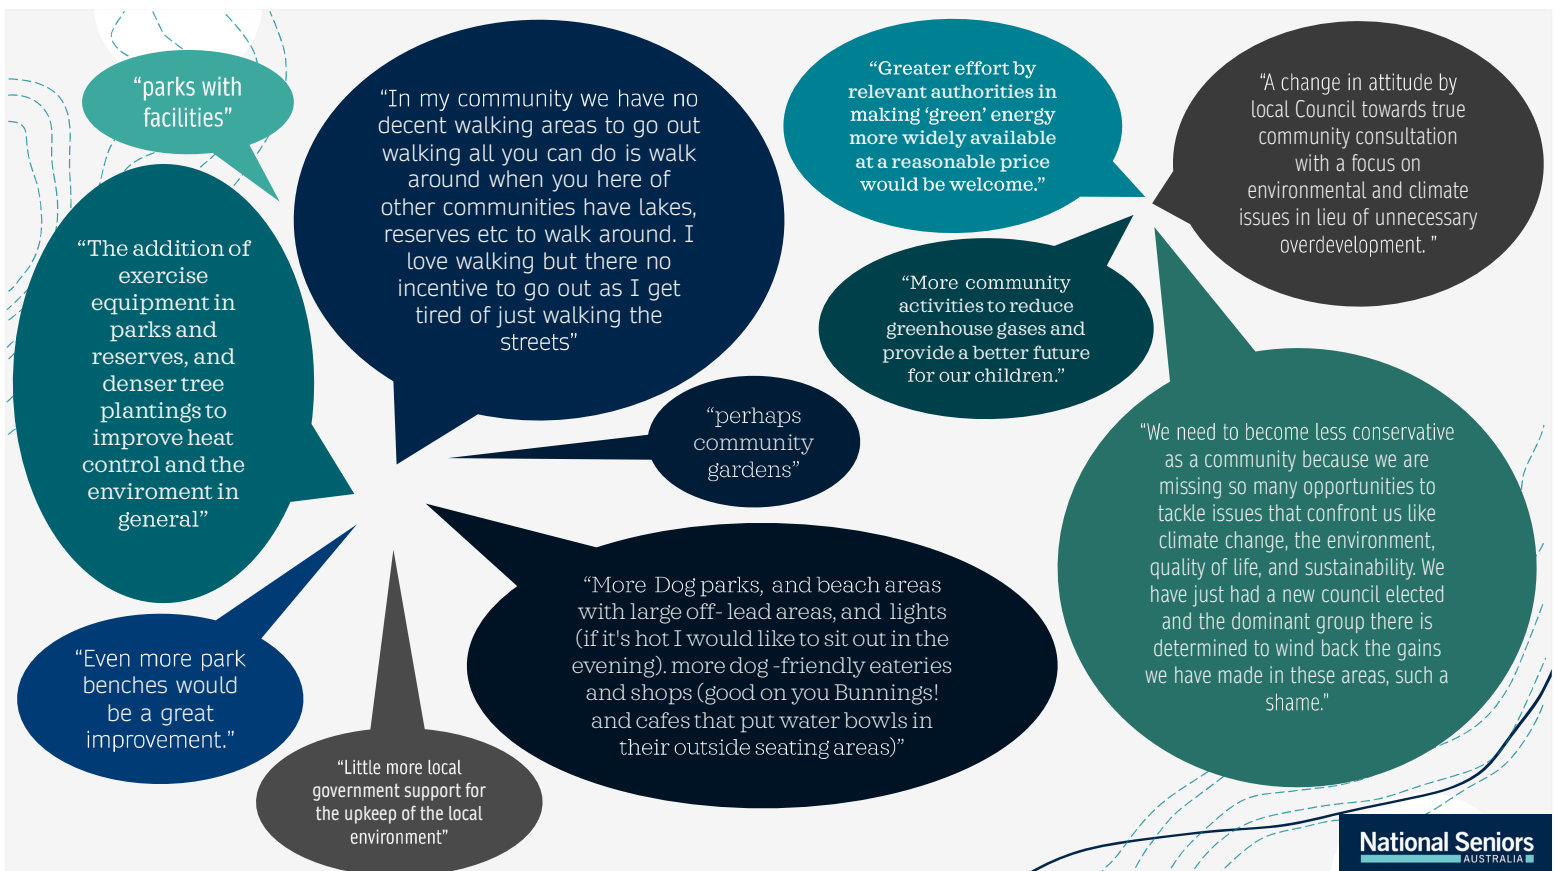 “parks with
facilities”
“In my community we have no
decent walking areas to go out
walking all you can do is walk
around when you here of
other communities have lakes,
reserves etc to walk around. I
love walking but there no
incentive to go out as I get
tired of just walking the
streets”
“The addition of
exercise
equipment in
parks and
reserves, and
denser tree
plantings to
improve heat
control and the
enviroment in
general”
“perhaps
community
gardens”
“Even more park
benches would
be a great
improvement.”
“Little more local
government support for
the upkeep of the local
environment”
“More Dog parks, and beach areas
with large off- lead areas, and lights
(if it's hot I would like to sit out in the
evening). more dog -friendly eateries
and shops (good on you Bunnings!
and cafes that put water bowls in
their outside seating areas)”
“Greater effort by
relevant authorities in
making ‘green’ energy
more widely available
at a reasonable price
would be welcome.”
“A change in attitude by
local Council towards true
community consultation
with a focus on
environmental and climate
issues in lieu of unnecessary
overdevelopment. ”
“More community
activities to reduce
greenhouse gases and
provide a better future
for our children.”
“We need to become less conservative
as a community because we are
missing so many opportunities to
tackle issues that confront us like
climate change, the environment,
quality of life, and sustainability. We
have just had a new council elected
and the dominant group there is
determined to wind back the gains
we have made in these areas, such a
shame.”
National Seniors
AUSTRALIA